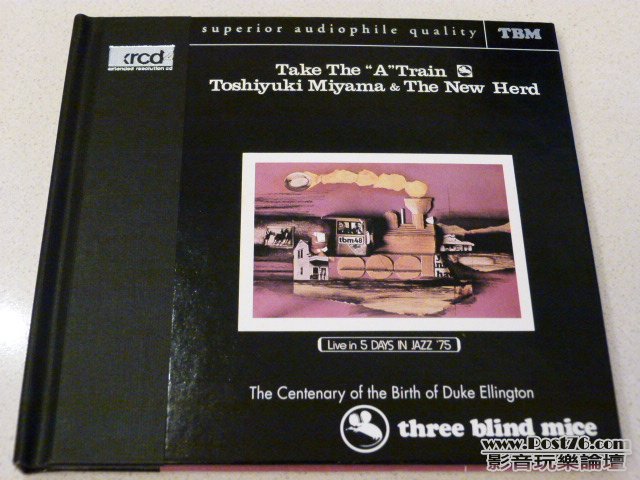 superior audiophile quality TBM
xrcd
extended resolution cd
Take The "A" Train
Toshiyuki Miyama & The New Herd
tbm48
Live in 5 DAYS IN JAZZ '75
The Centenary of the Birth of Duke Ellington
three blind mice
www.Post76.com
影音玩樂論壇